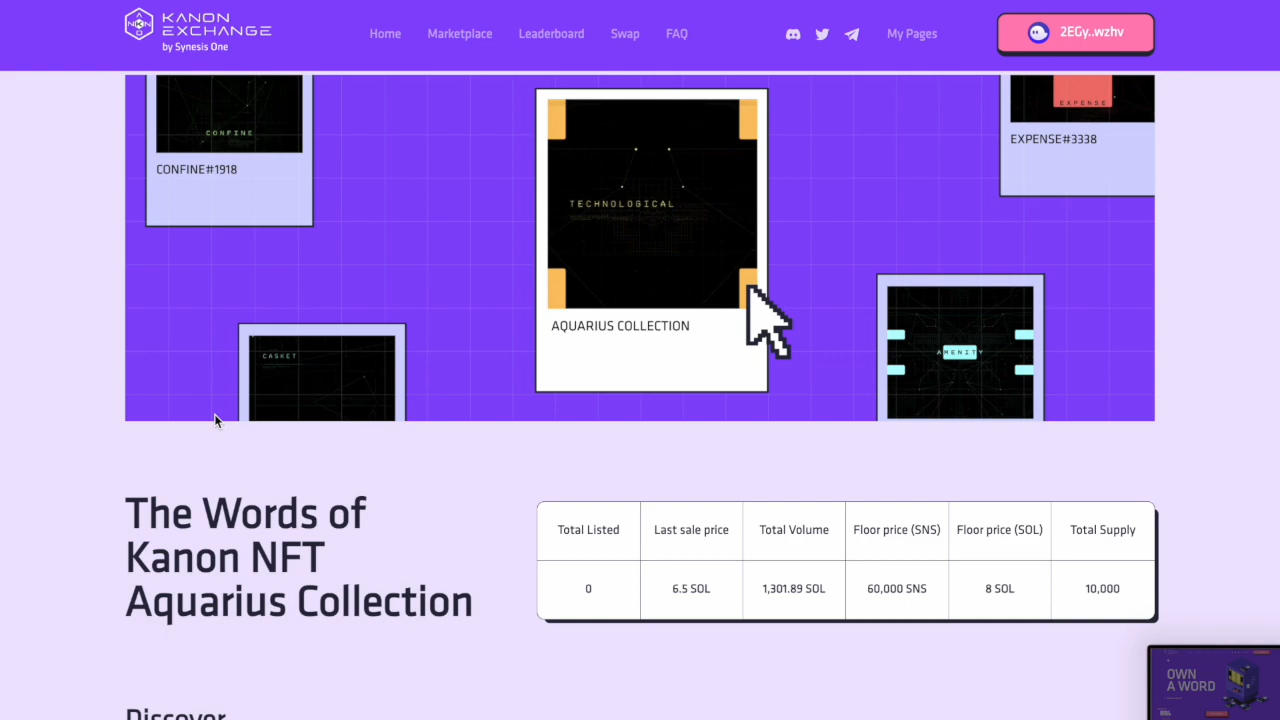 KANON
EXCHANGE
by Synesis One
Home
Marketplace
Leaderboard
Swap
FAQ
My Pages
2EGy..wzhv
CONFINE
CONFINE#1918
TECHNOLOGICAL
AQUARIUS COLLECTION
EXPENSE
EXPENSE#3338
CASKET
AMENITY
The Words of
Kanon NFT
Aquarius Collection
Total Listed
Last sale price
Total Volume
Floor price (SNS)
Floor price (SOL)
Total Supply
0
6.5 SOL
1,301.89 SOL
60,000 SNS
8 SOL
10,000
Discover
OWN
A WORD